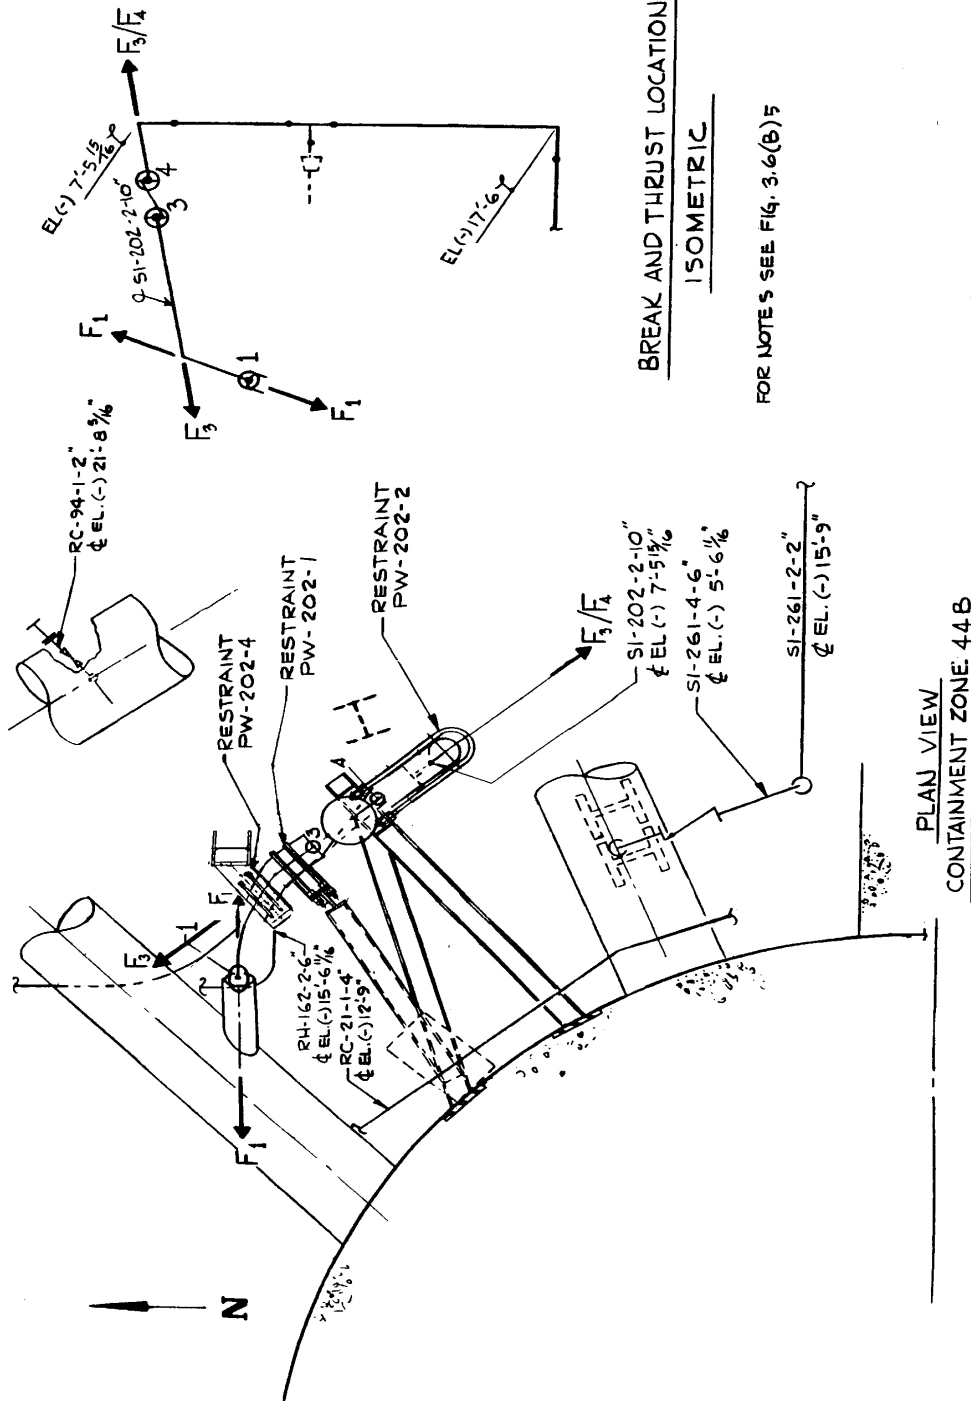 RC-94-1-2"
℄ EL.(-) 21'-8 3/16"
RESTRAINT
PW-202-4
RESTRAINT
PW-202-1
RESTRAINT
PW-202-2
F3
1
F1
F1
3
4
F3/F4
RH-162-2-6"
℄ EL.(-) 15'-6 1/16"
RC-21-1-4"
℄ EL.(-) 12'-9"
SI-202-2-10"
℄ EL (-) 7'-5 15/16"
SI-261-4-6"
℄ EL.(-) 5'-6 11/16"
SI-261-2-2"
℄ EL.(-) 15'-9"
N
PLAN VIEW
CONTAINMENT ZONE 44B
F1
F3
F1
1
℄ SI-202-2-10"
3
4
EL(-) 7'-5 15/16 ℄
F3/F4
EL(-) 17'-6 ℄
BREAK AND THRUST LOCATION
ISOMETRIC
FOR NOTES SEE FIG. 3.6(B)5